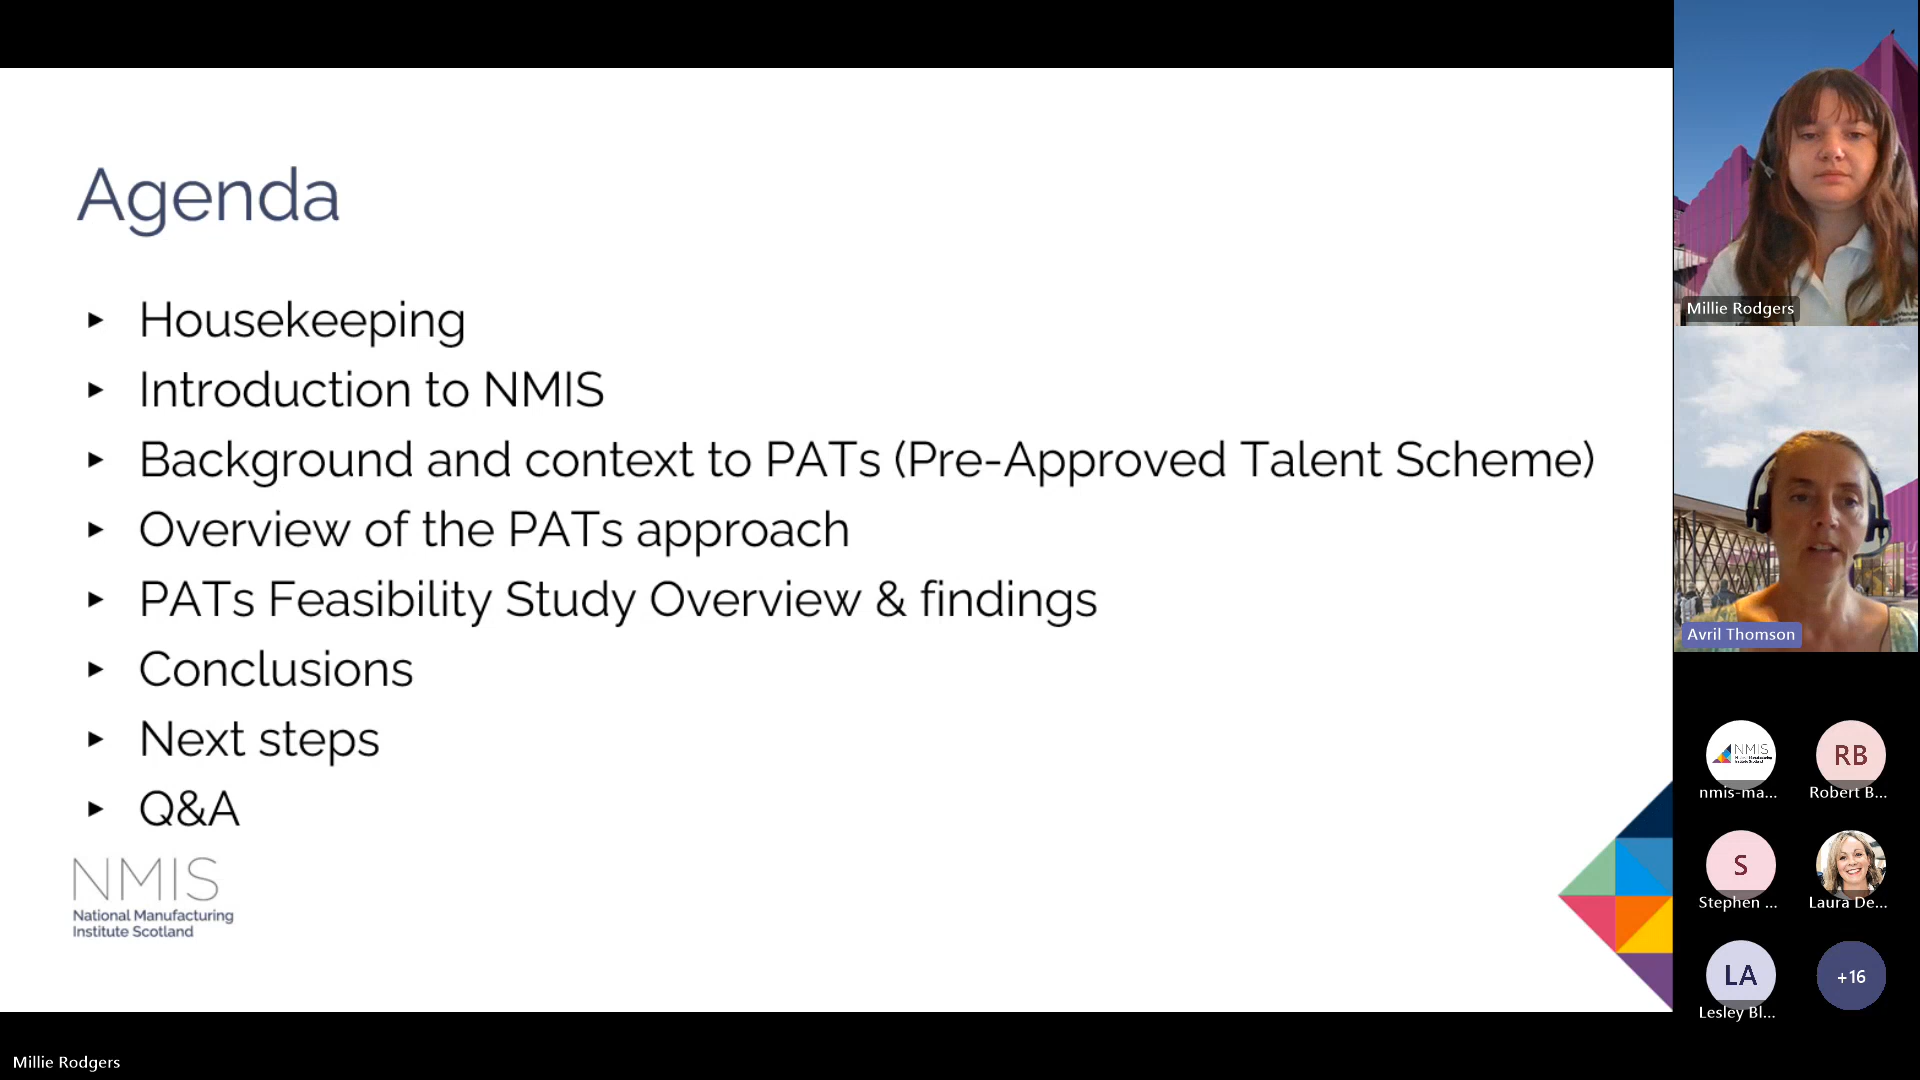 Agenda
Housekeeping
Introduction to NMIS
Background and context to PATs (Pre-Approved Talent Scheme)
Overview of the PATs approach
PATs Feasibility Study Overview & findings
Conclusions
Next steps
Q&A
NMIS
National Manufacturing
Institute Scotland
Millie Rodgers
Avril Thomson
NMIS
nmis-ma...
RB
Robert B...
S
Stephen ...
Laura De...
LA
Lesley Bl...
+16
Millie Rodgers